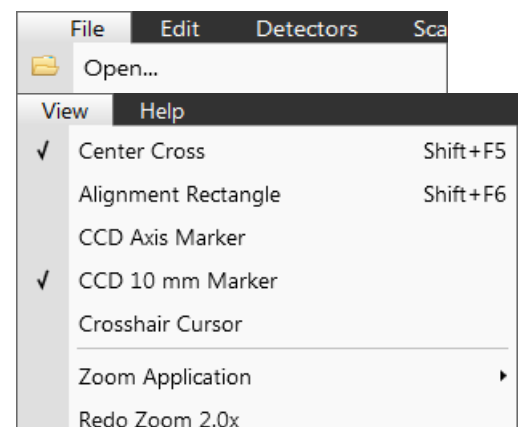 File Edit Detectors Sca
Open...
View Help
√ Center Cross Shift+F5
Alignment Rectangle Shift+F6
CCD Axis Marker
√ CCD 10 mm Marker
Crosshair Cursor
Zoom Application
Redo Zoom 2.0x